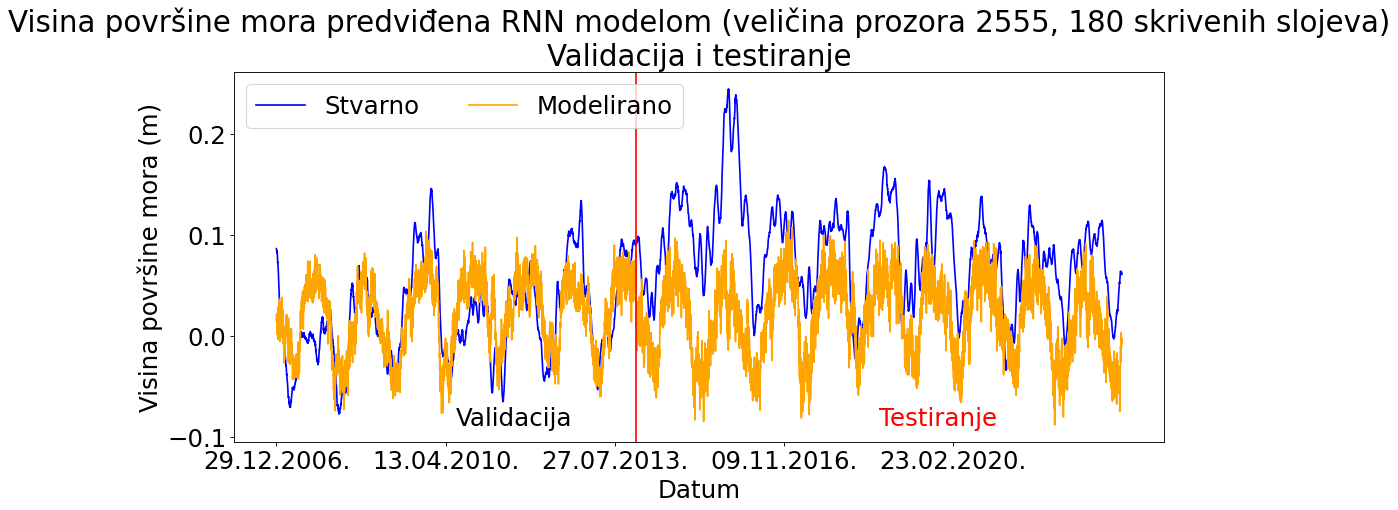 Visina površine mora predviđena RNN modelom (veličina prozora 2555, 180 skrivenih slojeva)
Validacija i testiranje
Stvarno
Modelirano
Visina površine mora (m)
0.2
0.1
0.0
−0.1
Validacija
Testiranje
29.12.2006.
13.04.2010.
27.07.2013.
09.11.2016.
23.02.2020.
Datum